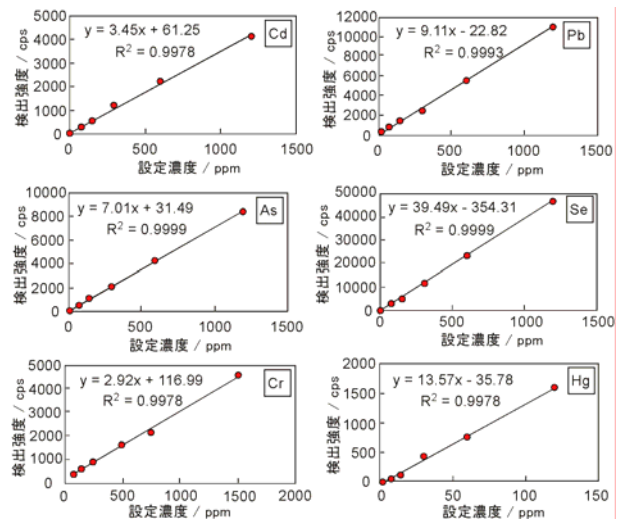 y = 3.45x + 61.25
R² = 0.9978
Cd
検出強度 / cps
5000
4000
3000
2000
1000
0
0 500 1000 1500
設定濃度 / ppm
y = 9.11x - 22.82
R² = 0.9993
Pb
検出強度 / cps
12000
10000
8000
6000
4000
2000
0
0 500 1000 1500
設定濃度 / ppm
y = 7.01x + 31.49
R² = 0.9999
As
検出強度 / cps
10000
8000
6000
4000
2000
0
0 500 1000 1500
設定濃度 / ppm
y = 39.49x - 354.31
R² = 0.9999
Se
検出強度 / cps
50000
40000
30000
20000
10000
0
0 500 1000 1500
設定濃度 / ppm
y = 2.92x + 116.99
R² = 0.9978
Cr
検出強度 / cps
5000
4000
3000
2000
1000
0
0 500 1000 1500 2000
設定濃度 / ppm
y = 13.57x - 35.78
R² = 0.9978
Hg
検出強度 / cps
2000
1500
1000
500
0
0 50 100 150
設定濃度 / ppm